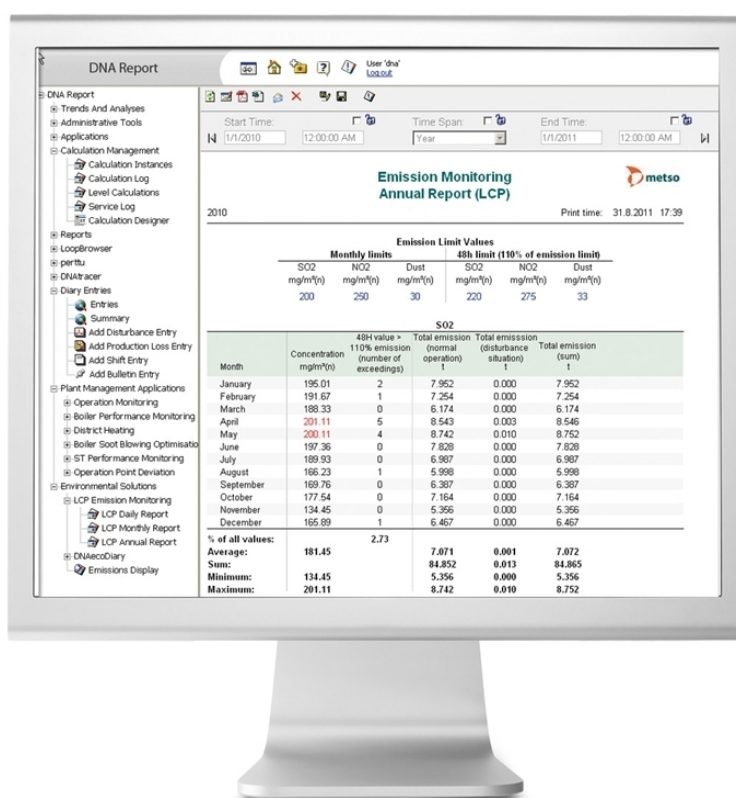 DNA Report
User 'dna'
Log out
DNA Report
Trends And Analyses
Administrative Tools
Applications
Calculation Management
Calculation Instances
Calculation Log
Level Calculations
Service Log
Calculation Designer
Reports
LoopBrowser
perttu
DNAtracer
Diary Entries
Entries
Summary
Add Disturbance Entry
Add Production Loss Entry
Add Shift Entry
Add Bulletin Entry
Plant Management Applications
Operation Monitoring
Boiler Performance Monitoring
District Heating
Boiler Soot Blowing Optimisatio
ST Performance Monitoring
Operation Point Deviation
Environmental Solutions
LCP Emission Monitoring
LCP Daily Report
LCP Monthly Report
LCP Annual Report
DNAecoDiary
Emissions Display
Start Time: Time Span: End Time:
1/1/2010 12:00:00 AM Year 1/1/2011 12:00:00 AM
Emission Monitoring
Annual Report (LCP)
metso
2010 Print time: 31.8.2011 17:39
Emission Limit Values
Monthly limits 48h limit (110% of emission limit)
SO2 NO2 Dust SO2 NO2 Dust
mg/m³(n) mg/m³(n) mg/m³(n) mg/m³(n) mg/m³(n) mg/m³(n)
200 250 30 220 275 33
SO2
Month Concentration mg/m³(n) 48H value > 110% emission (number of exceedings) Total emission (normal operation) t Total emisssion (disturbance situation) t Total emission (sum) t
January 195.01 2 7.952 0.000 7.952
February 191.67 1 7.254 0.000 7.254
March 188.33 0 6.174 0.000 6.174
April 201.11 5 8.543 0.003 8.546
May 200.11 4 8.742 0.010 8.752
June 197.36 0 7.828 0.000 7.828
July 189.93 0 6.987 0.000 6.987
August 166.23 1 5.998 0.000 5.998
September 169.76 0 6.387 0.000 6.387
October 177.54 0 7.164 0.000 7.164
November 134.45 0 5.356 0.000 5.356
December 165.89 1 6.467 0.000 6.467
% of all values: 2.73
Average: 181.45 7.071 0.001 7.072
Sum: 84.852 0.013 84.865
Minimum: 134.45 5.356 0.000 5.356
Maximum: 201.11 8.742 0.010 8.752